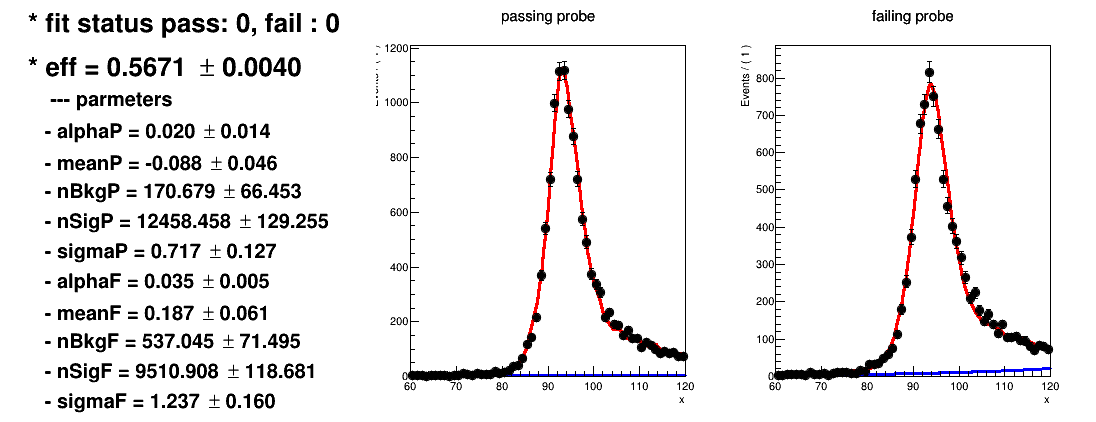 * fit status pass: 0, fail : 0
* eff = 0.5671 ± 0.0040
--- parmeters
- alphaP = 0.020 ± 0.014
- meanP = -0.088 ± 0.046
- nBkgP = 170.679 ± 66.453
- nSigP = 12458.458 ± 129.255
- sigmaP = 0.717 ± 0.127
- alphaF = 0.035 ± 0.005
- meanF = 0.187 ± 0.061
- nBkgF = 537.045 ± 71.495
- nSigF = 9510.908 ± 118.681
- sigmaF = 1.237 ± 0.160
passing probe
1200
1000
800
600
400
200
0
60 70 80 90 100 110 120
x
failing probe
Events / ( 1 )
800
700
600
500
400
300
200
100
0
60 70 80 90 100 110 120
x